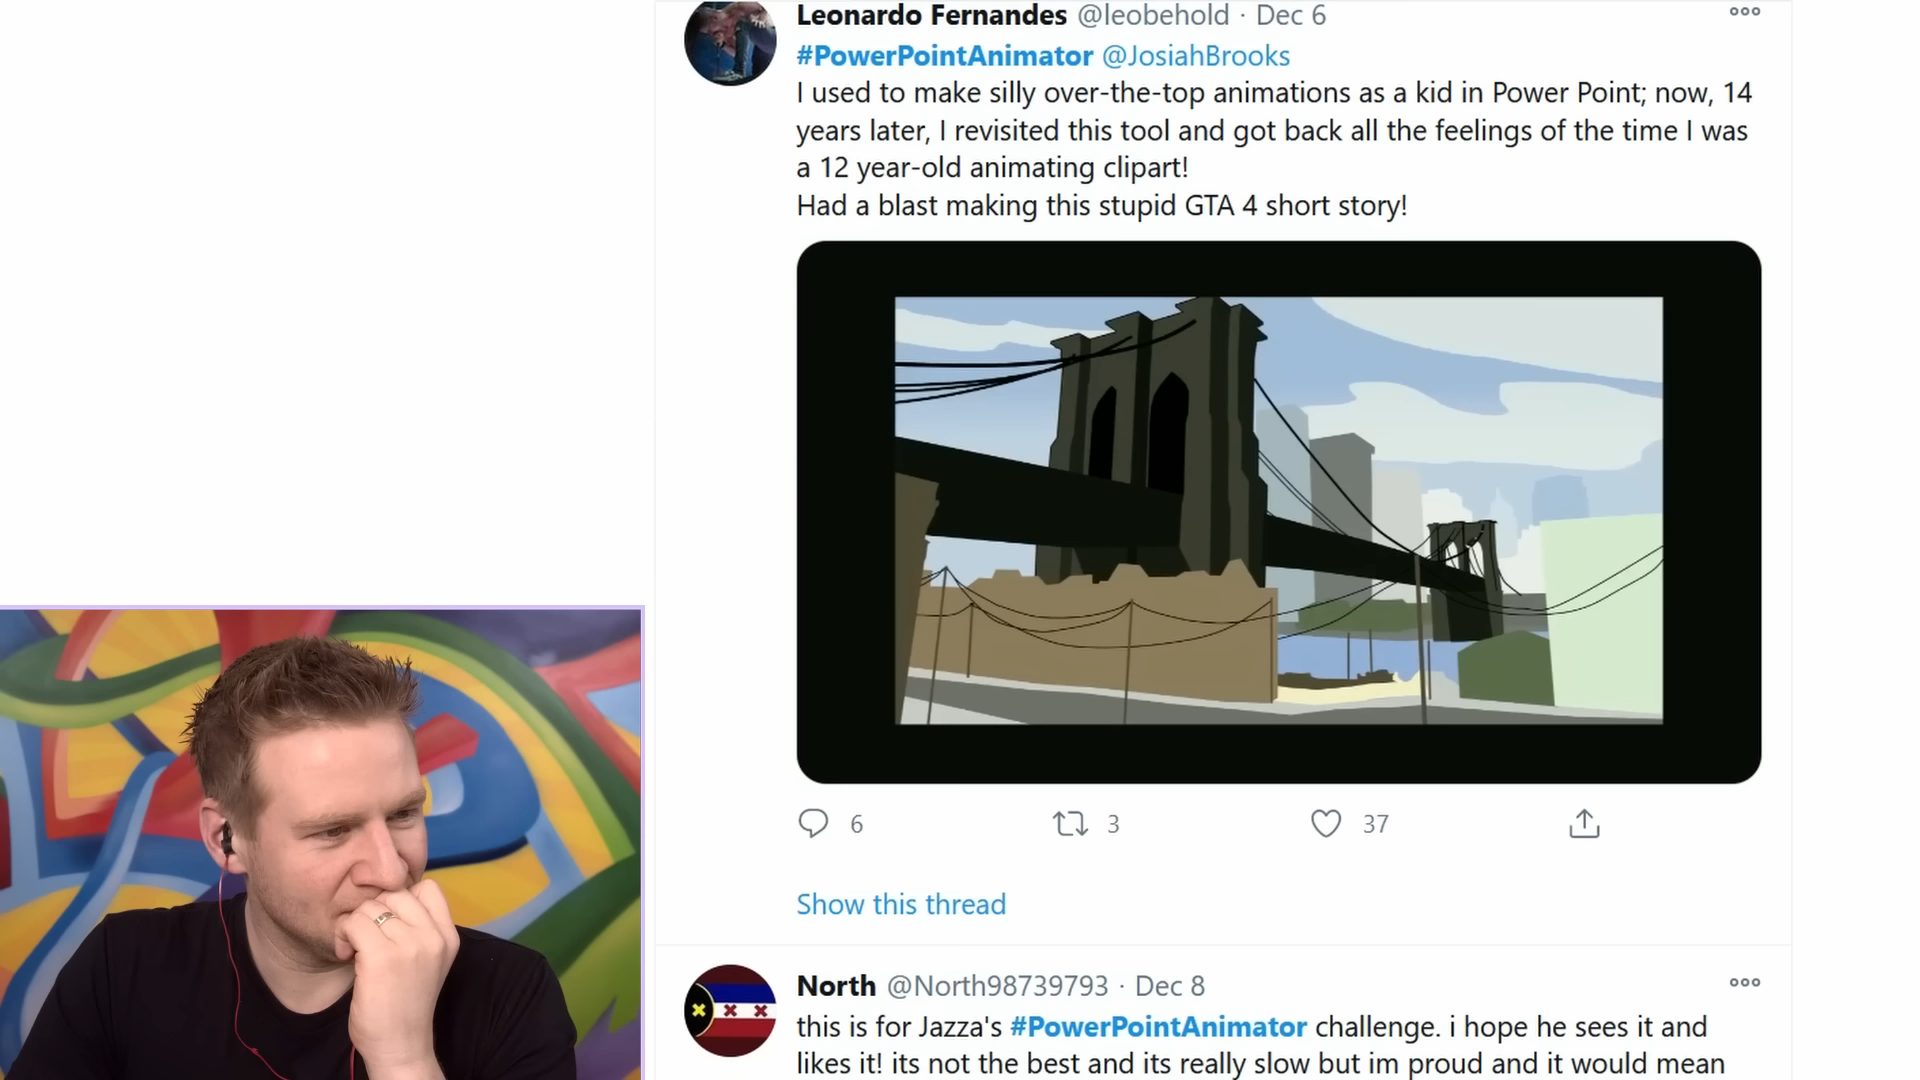 Leonardo Fernandes @leobehold · Dec 6
#PowerPointAnimator @JosiahBrooks
I used to make silly over-the-top animations as a kid in Power Point; now, 14
years later, I revisited this tool and got back all the feelings of the time I was
a 12 year-old animating clipart!
Had a blast making this stupid GTA 4 short story!
6 3 37
Show this thread
North @North98739793 · Dec 8
this is for Jazza's #PowerPointAnimator challenge. i hope he sees it and
likes it! its not the best and its really slow but im proud and it would mean